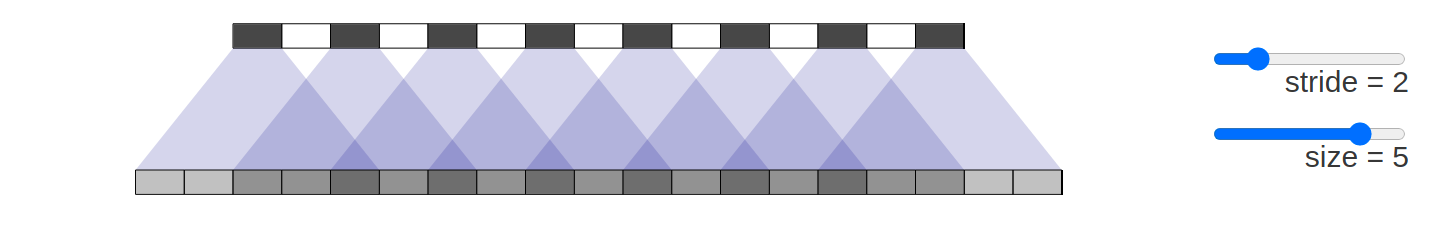 stride = 2
size = 5